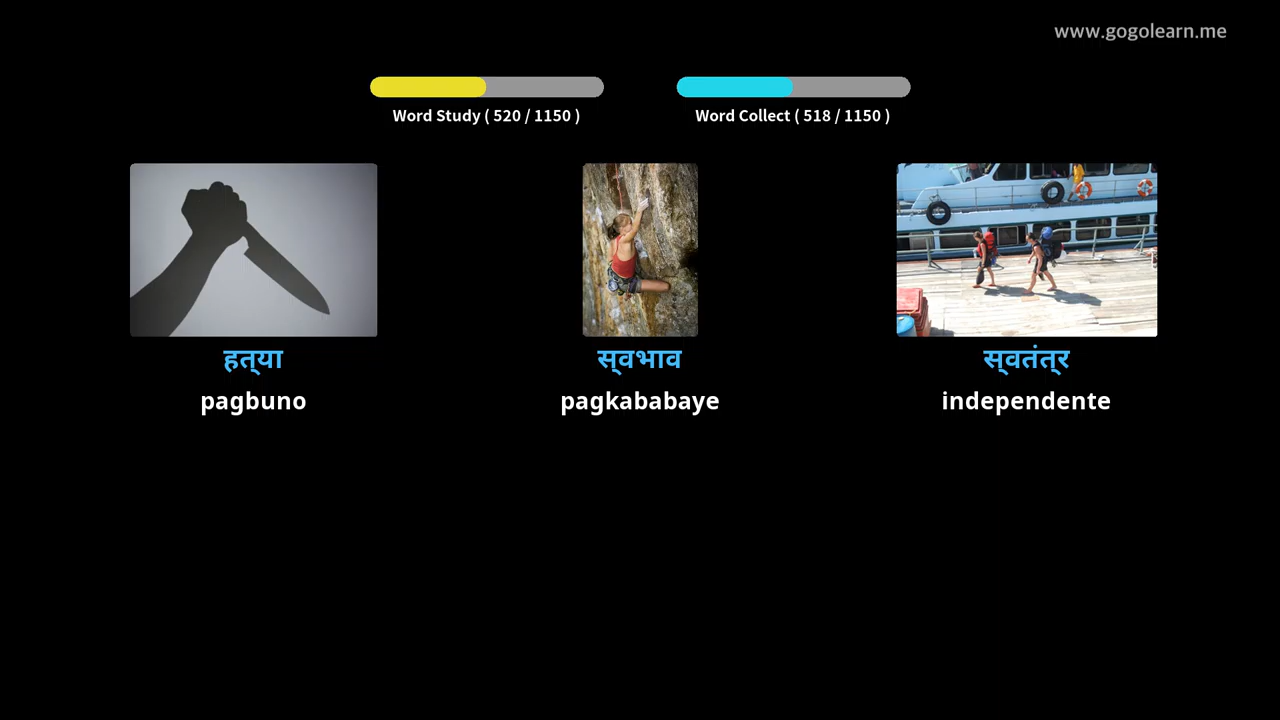 www.gogolearn.me
Word Study ( 520 / 1150 )
Word Collect ( 518 / 1150 )
हत्या
स्वभाव
स्वतंत्र
pagbuno
pagkababaye
independente